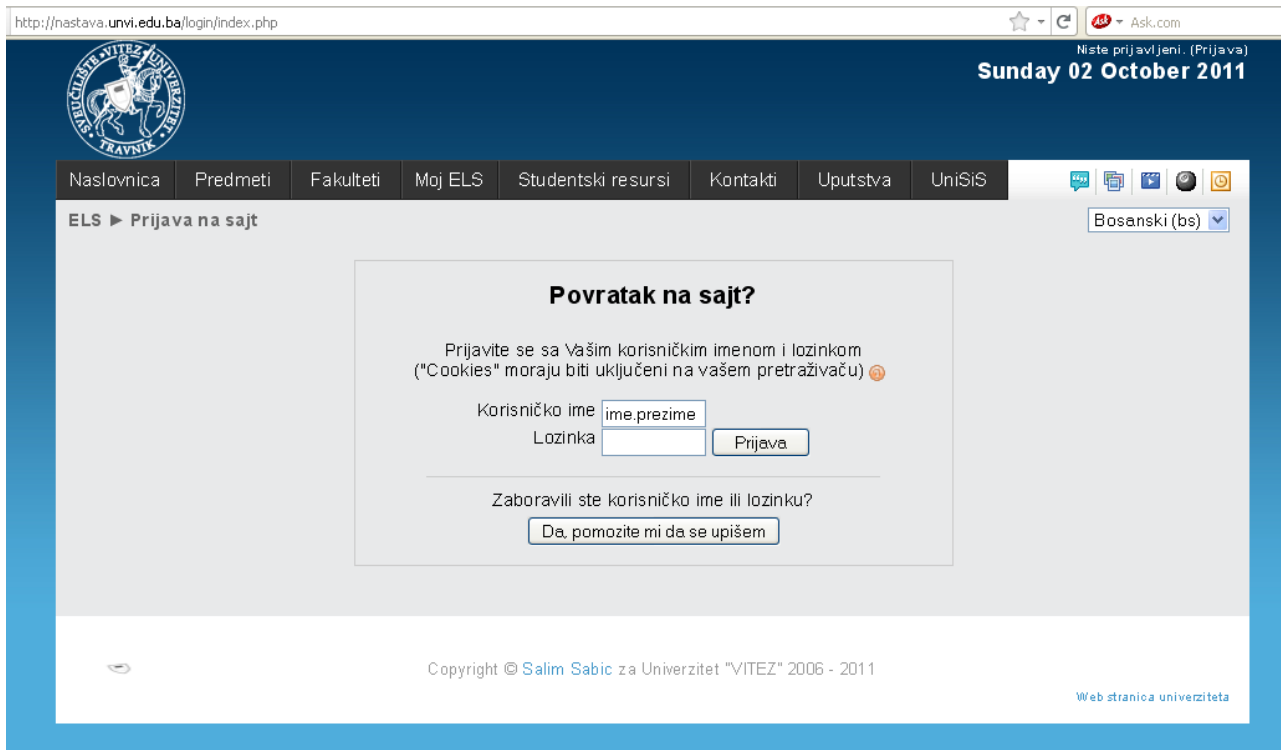 http://nastava.unvi.edu.ba/login/index.php
Ask.com
Niste prijavljeni. (Prijava)
Sunday 02 October 2011
SVEUČILIŠTE • VITEZ • UNIVERZITET • TRAVNIK
Naslovnica Predmeti Fakulteti Moj ELS Studentski resursi Kontakti Uputstva UniSiS
ELS ► Prijava na sajt
Bosanski (bs)
Povratak na sajt?
Prijavite se sa Vašim korisničkim imenom i lozinkom
("Cookies" moraju biti uključeni na vašem pretraživaču)
Korisničko ime ime.prezime
Lozinka Prijava
Zaboravili ste korisničko ime ili lozinku?
Da, pomozite mi da se upišem
Copyright © Salim Sabic za Univerzitet "VITEZ" 2006 - 2011
Web stranica univerziteta